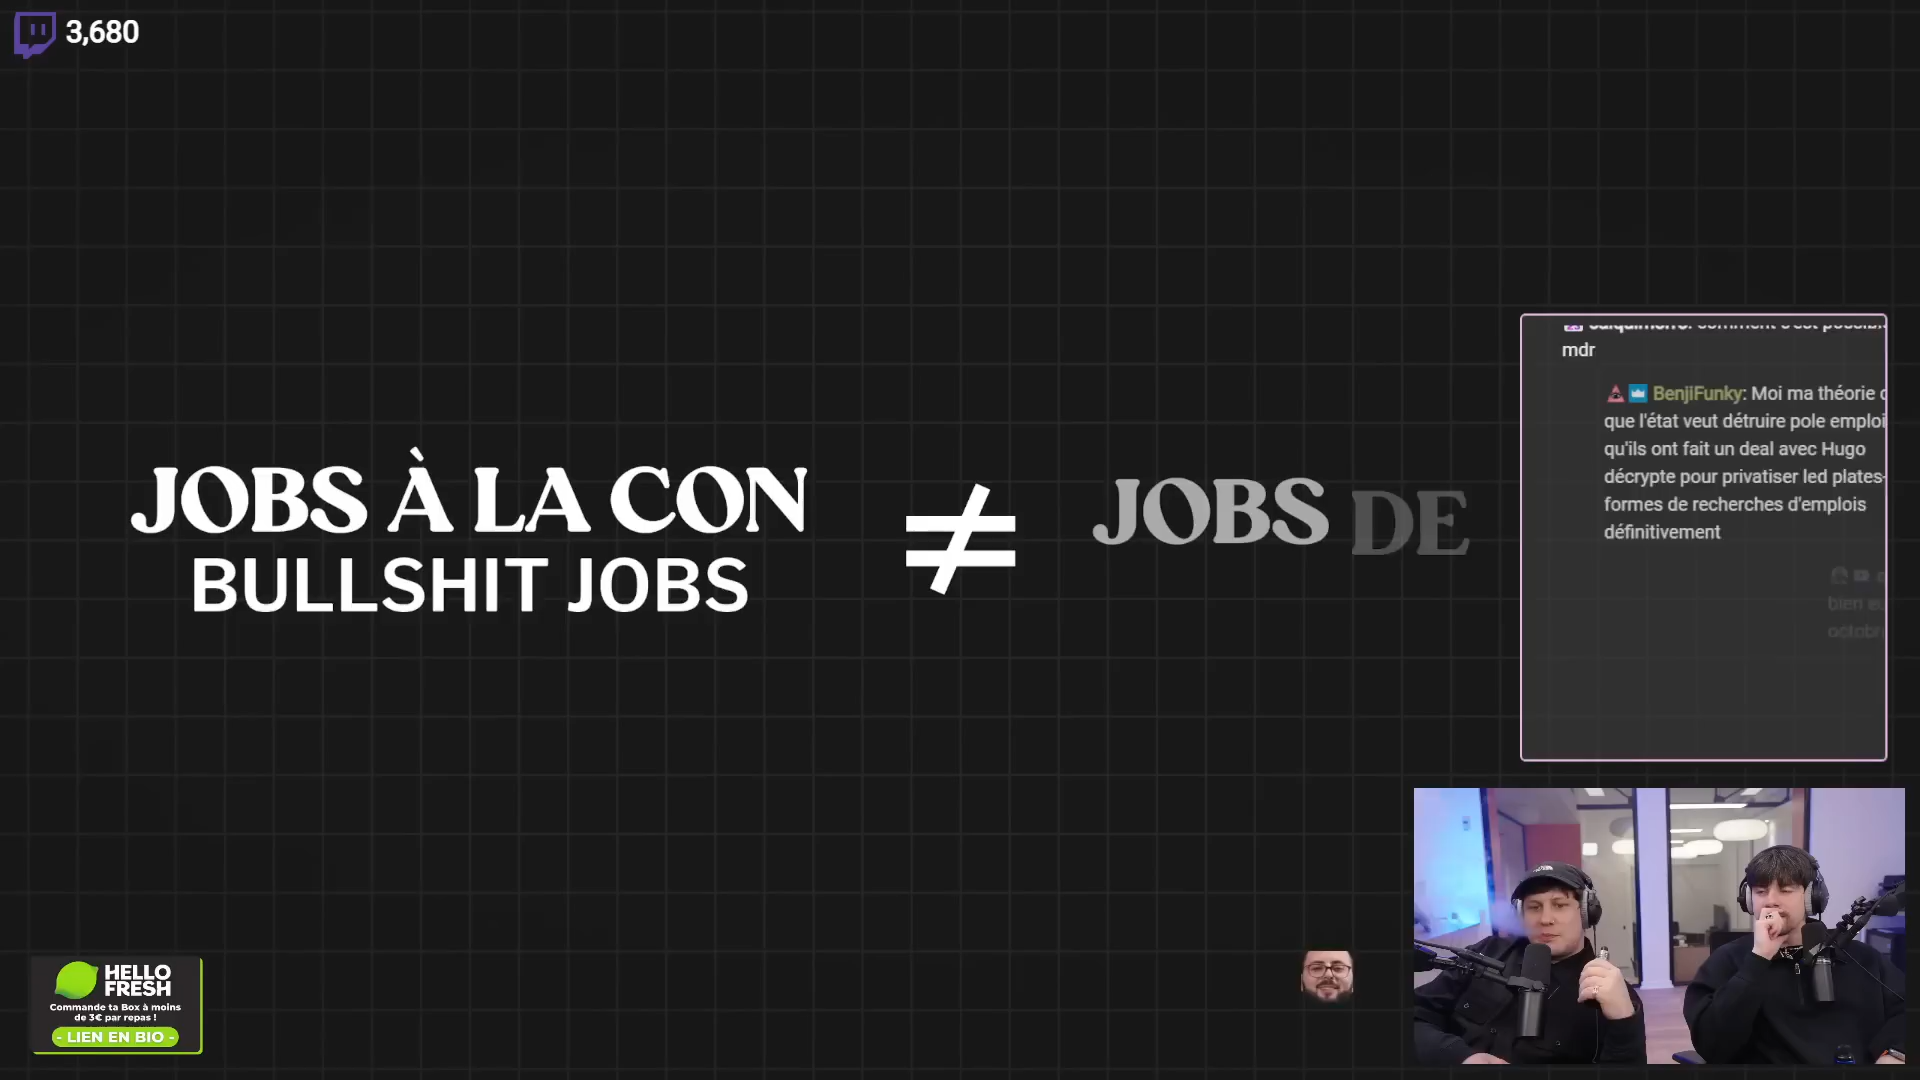 3,680
JOBS À LA CON
BULLSHIT JOBS
≠
JOBS DE
mdr
BenjiFunky: Moi ma théorie
que l'état veut détruire pole emploi
qu'ils ont fait un deal avec Hugo
décrypte pour privatiser led plates-
formes de recherches d'emplois
définitivement
bien
octobr
HELLO
FRESH
Commande ta Box à moins
de 3€ par repas !
- LIEN EN BIO -